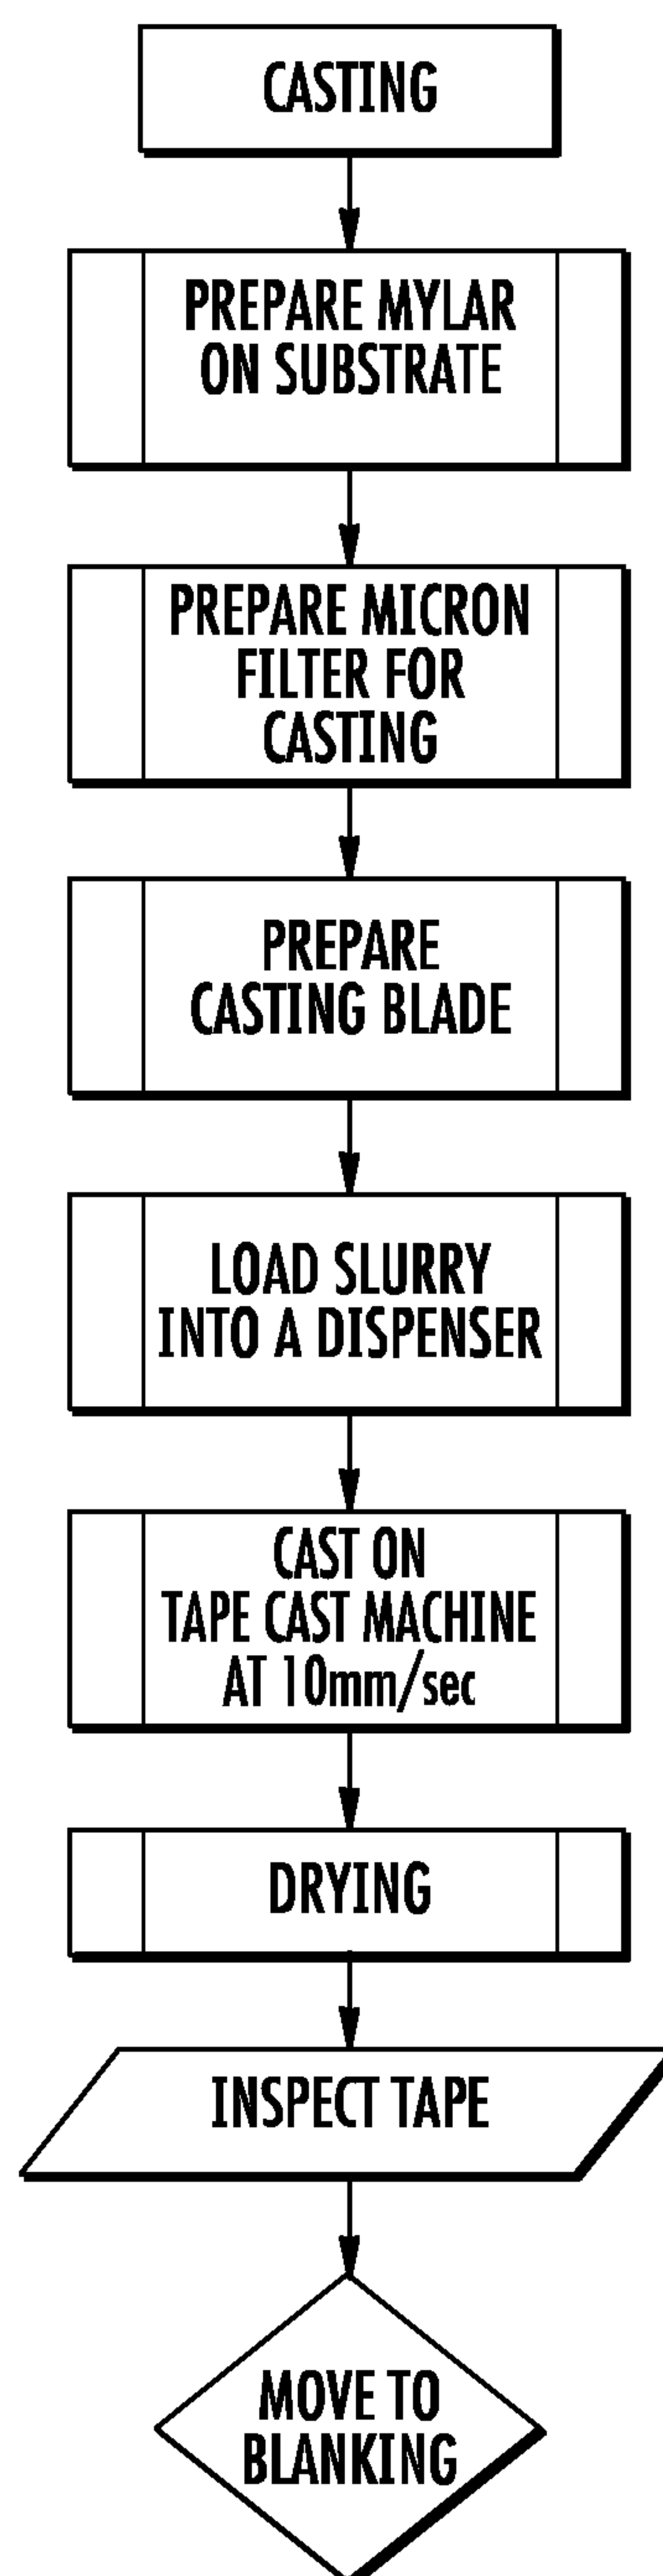 CASTING
PREPARE MYLAR
ON SUBSTRATE
PREPARE MICRON
FILTER FOR
CASTING
PREPARE
CASTING BLADE
LOAD SLURRY
INTO A DISPENSER
CAST ON
TAPE CAST MACHINE
AT 10mm/sec
DRYING
INSPECT TAPE
MOVE TO
BLANKING